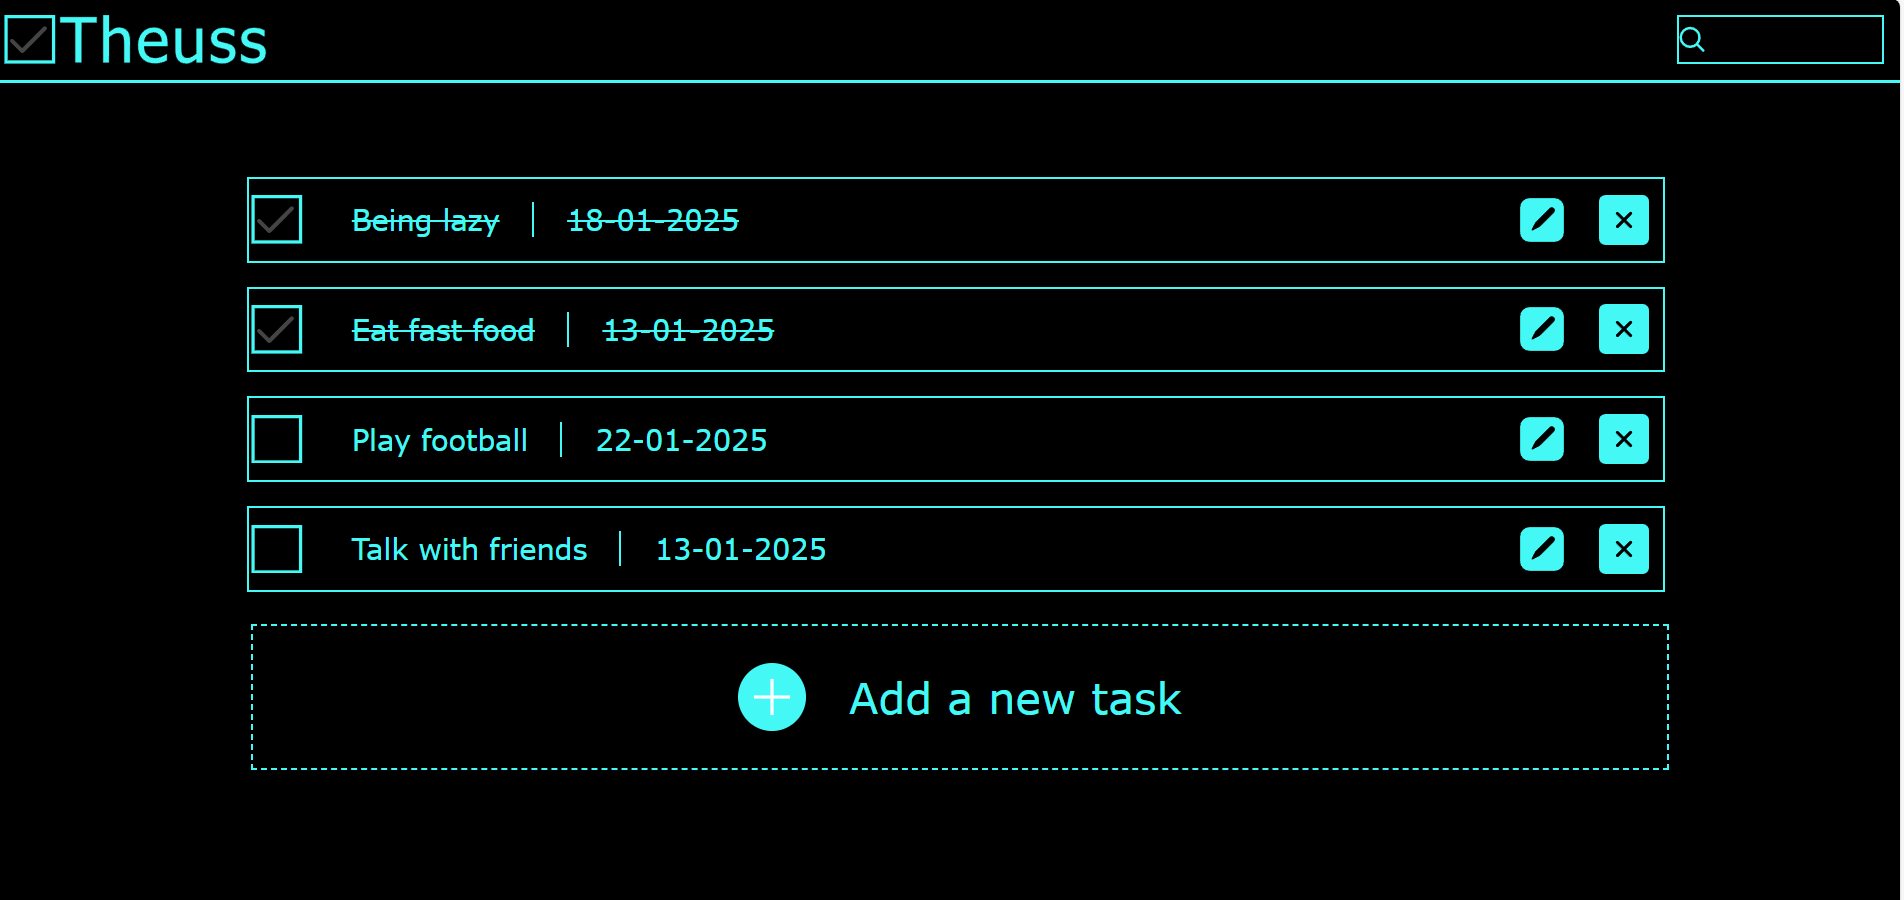 Theuss
Being lazy | 18-01-2025
Eat fast food | 13-01-2025
Play football | 22-01-2025
Talk with friends | 13-01-2025
Add a new task